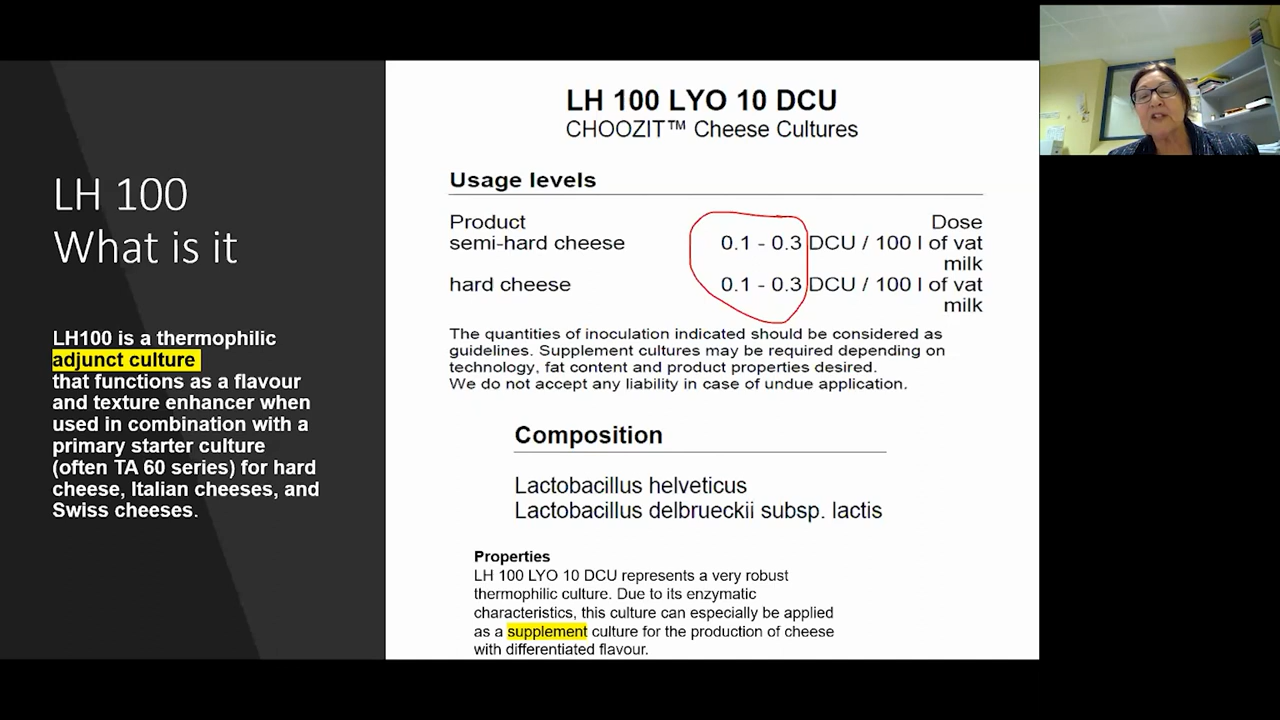 LH 100
What is it
LH100 is a thermophilic
adjunct culture
that functions as a flavour
and texture enhancer when
used in combination with a
primary starter culture
(often TA 60 series) for hard
cheese, Italian cheeses, and
Swiss cheeses.
LH 100 LYO 10 DCU
CHOOZIT™ Cheese Cultures
Usage levels
Product Dose
semi-hard cheese 0.1 - 0.3 DCU / 100 l of vat
milk
hard cheese 0.1 - 0.3 DCU / 100 l of vat
milk
The quantities of inoculation indicated should be considered as
guidelines. Supplement cultures may be required depending on
technology, fat content and product properties desired.
We do not accept any liability in case of undue application.
Composition
Lactobacillus helveticus
Lactobacillus delbrueckii subsp. lactis
Properties
LH 100 LYO 10 DCU represents a very robust
thermophilic culture. Due to its enzymatic
characteristics, this culture can especially be applied
as a supplement culture for the production of cheese
with differentiated flavour.